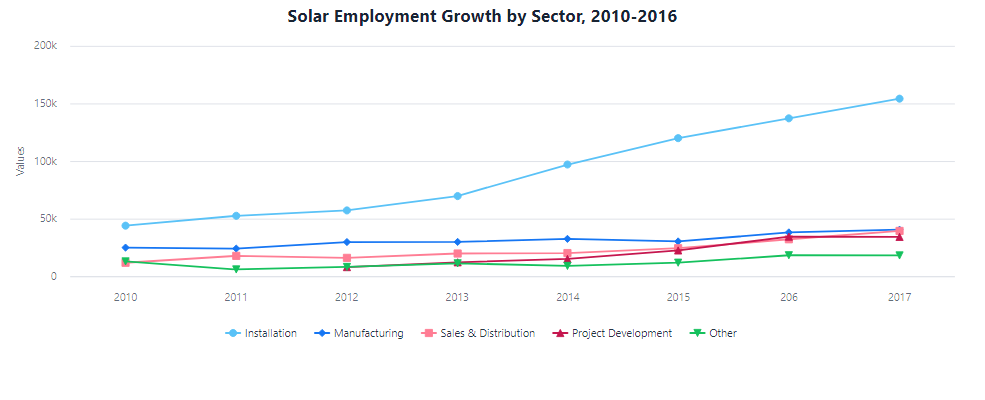 Solar Employment Growth by Sector, 2010-2016
200k
150k
100k
50k
0
Values
2010 2011 2012 2013 2014 2015 206 2017
Installation Manufacturing Sales & Distribution Project Development Other